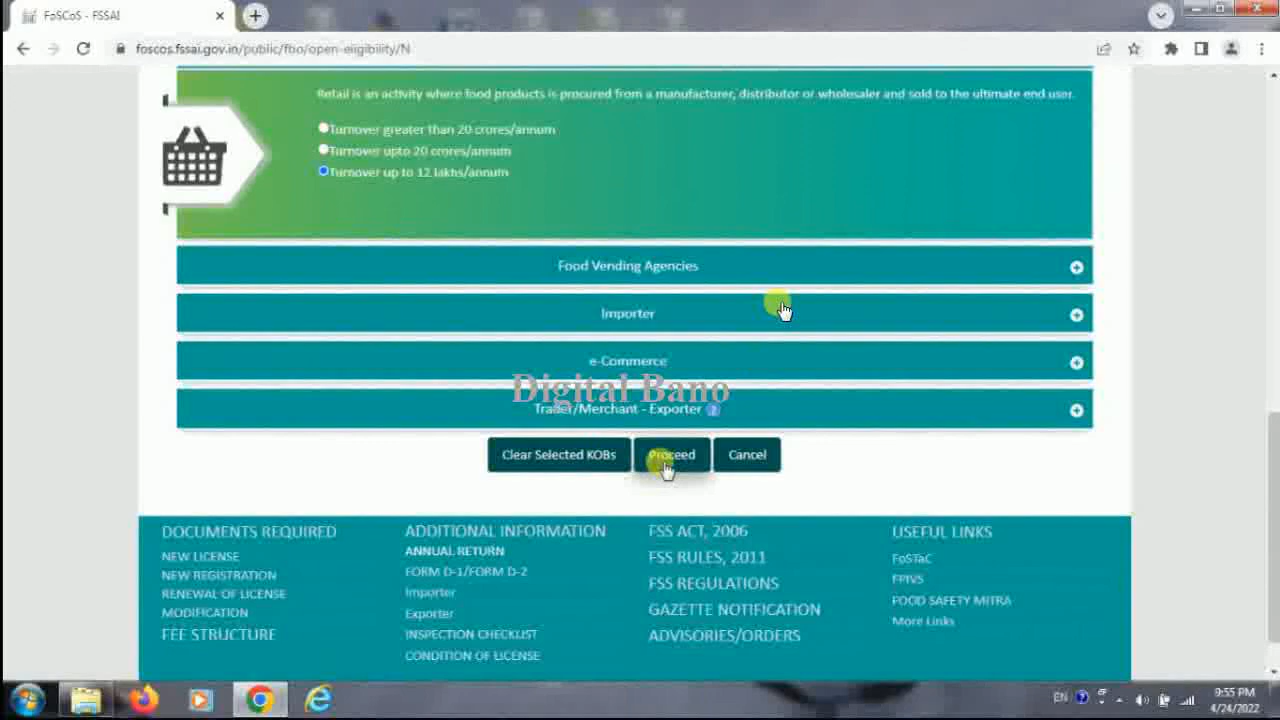 FoSCoS - FSSAI
foscos.fssai.gov.in/public/fbo/open-eligibility/N
Retail is an activity where food products is procured from a manufacturer, distributor or wholesaler and sold to the ultimate end user.
Turnover greater than 20 crores/annum
Turnover upto 20 crores/annum
Turnover up to 12 lakhs/annum
Food Vending Agencies
Importer
e-Commerce
Digital Bano
Trader/Merchant - Exporter ?
Clear Selected KOBs Proceed Cancel
DOCUMENTS REQUIRED
NEW LICENSE
NEW REGISTRATION
RENEWAL OF LICENSE
MODIFICATION
FEE STRUCTURE
ADDITIONAL INFORMATION
ANNUAL RETURN
FORM D-1/FORM D-2
Importer
Exporter
INSPECTION CHECKLIST
CONDITION OF LICENSE
FSS ACT, 2006
FSS RULES, 2011
FSS REGULATIONS
GAZETTE NOTIFICATION
ADVISORIES/ORDERS
USEFUL LINKS
FoSTaC
FPIVS
FOOD SAFETY MITRA
More Links
EN
9:55 PM
4/24/2022